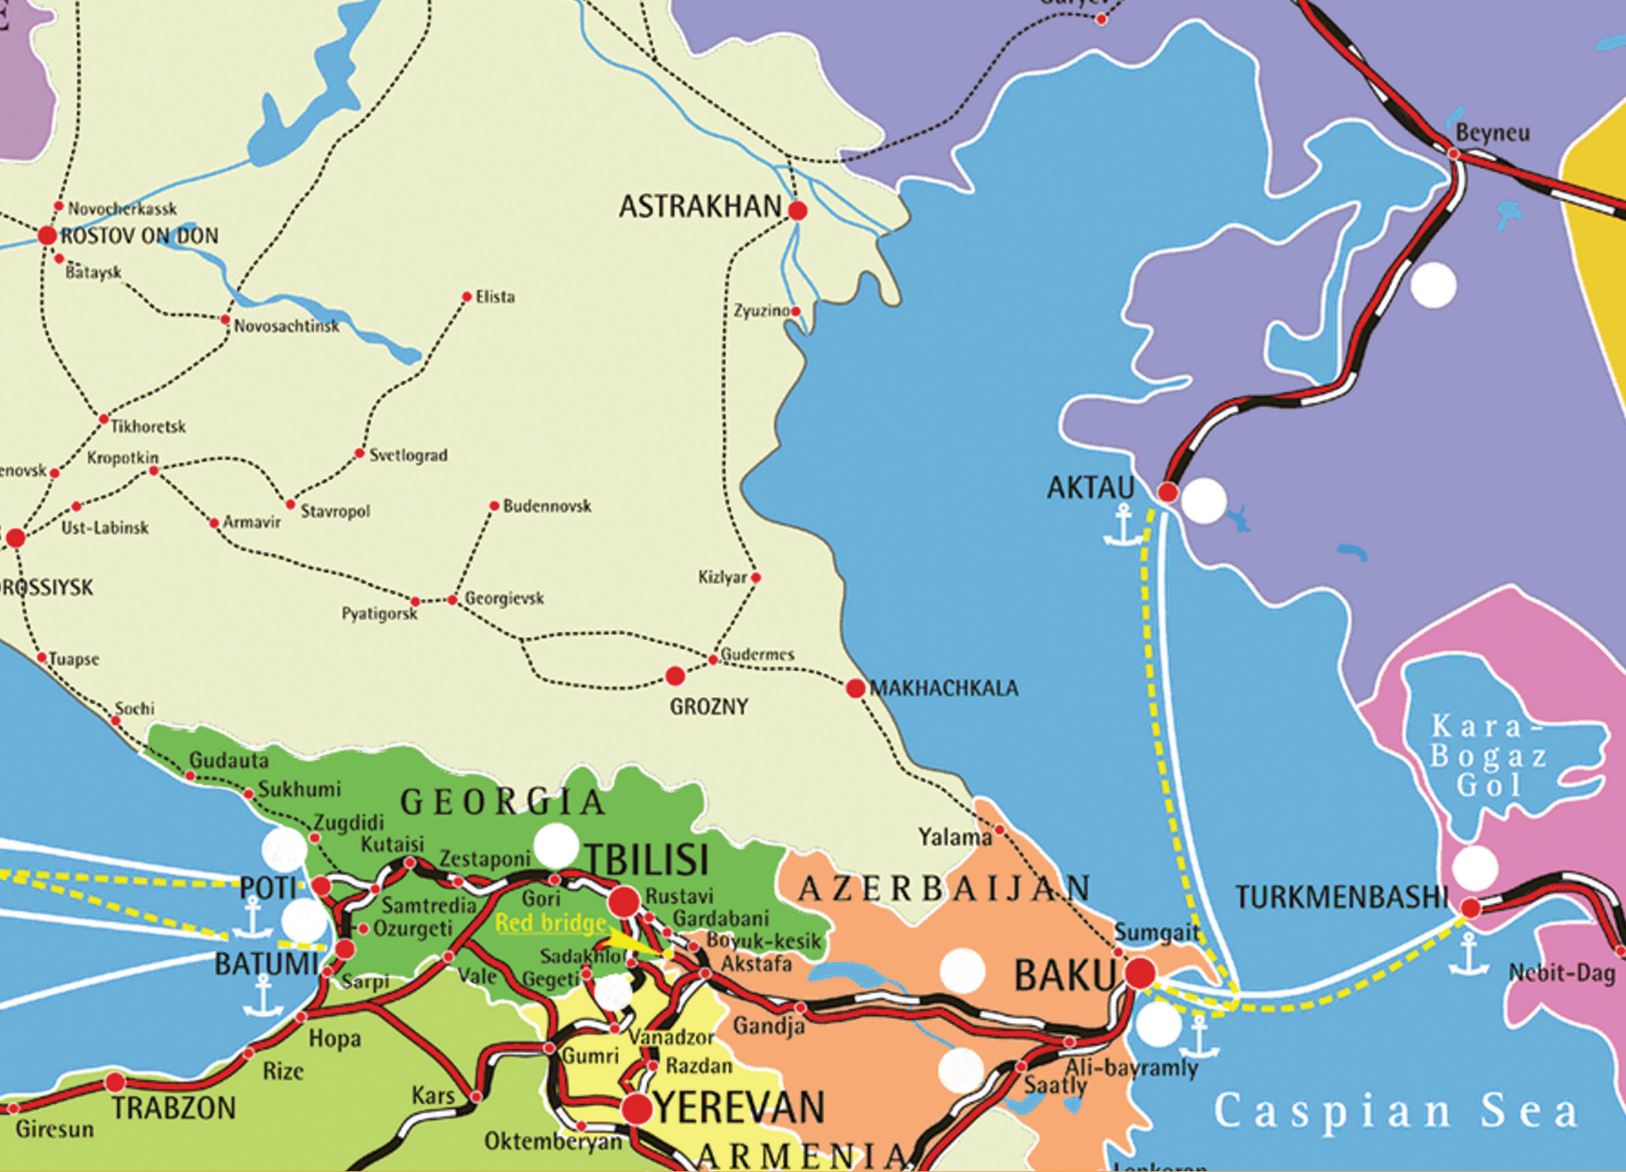 Beyneu
ASTRAKHAN
Novocherkassk
ROSTOV ON DON
Bataysk
Elista
Zyuzino
Novosachtinsk
Tikhoretsk
Kropotkin
Svetlograd
AKTAU
Ust-Labinsk
Armavir
Stavropol
Budennovsk
Kizlyar
Georgievsk
Pyatigorsk
Tuapse
Gudermes
MAKHACHKALA
GROZNY
Sochi
Kara-
Bogaz
Gol
Gudauta
Sukhumi
GEORGIA
Zugdidi
Kutaisi
Zestaponi
TBILISI
Yalama
POTI
Samtredia
Gori
Rustavi
AZERBAIJAN
TURKMENBASHI
Red bridge
Gardabani
Ozurgeti
Boyuk-kesik
Sumgait
BATUMI
Sadakhlo
Akstafa
BAKU
Sarpi
Vale
Gegeti
Nebit-Dag
Gandja
Hopa
Vanadzor
Gumri
Razdan
Rize
Ali-bayramly
Saatly
Kars
TRABZON
YEREVAN
Caspian Sea
Giresun
Oktemberyan
ARMENIA